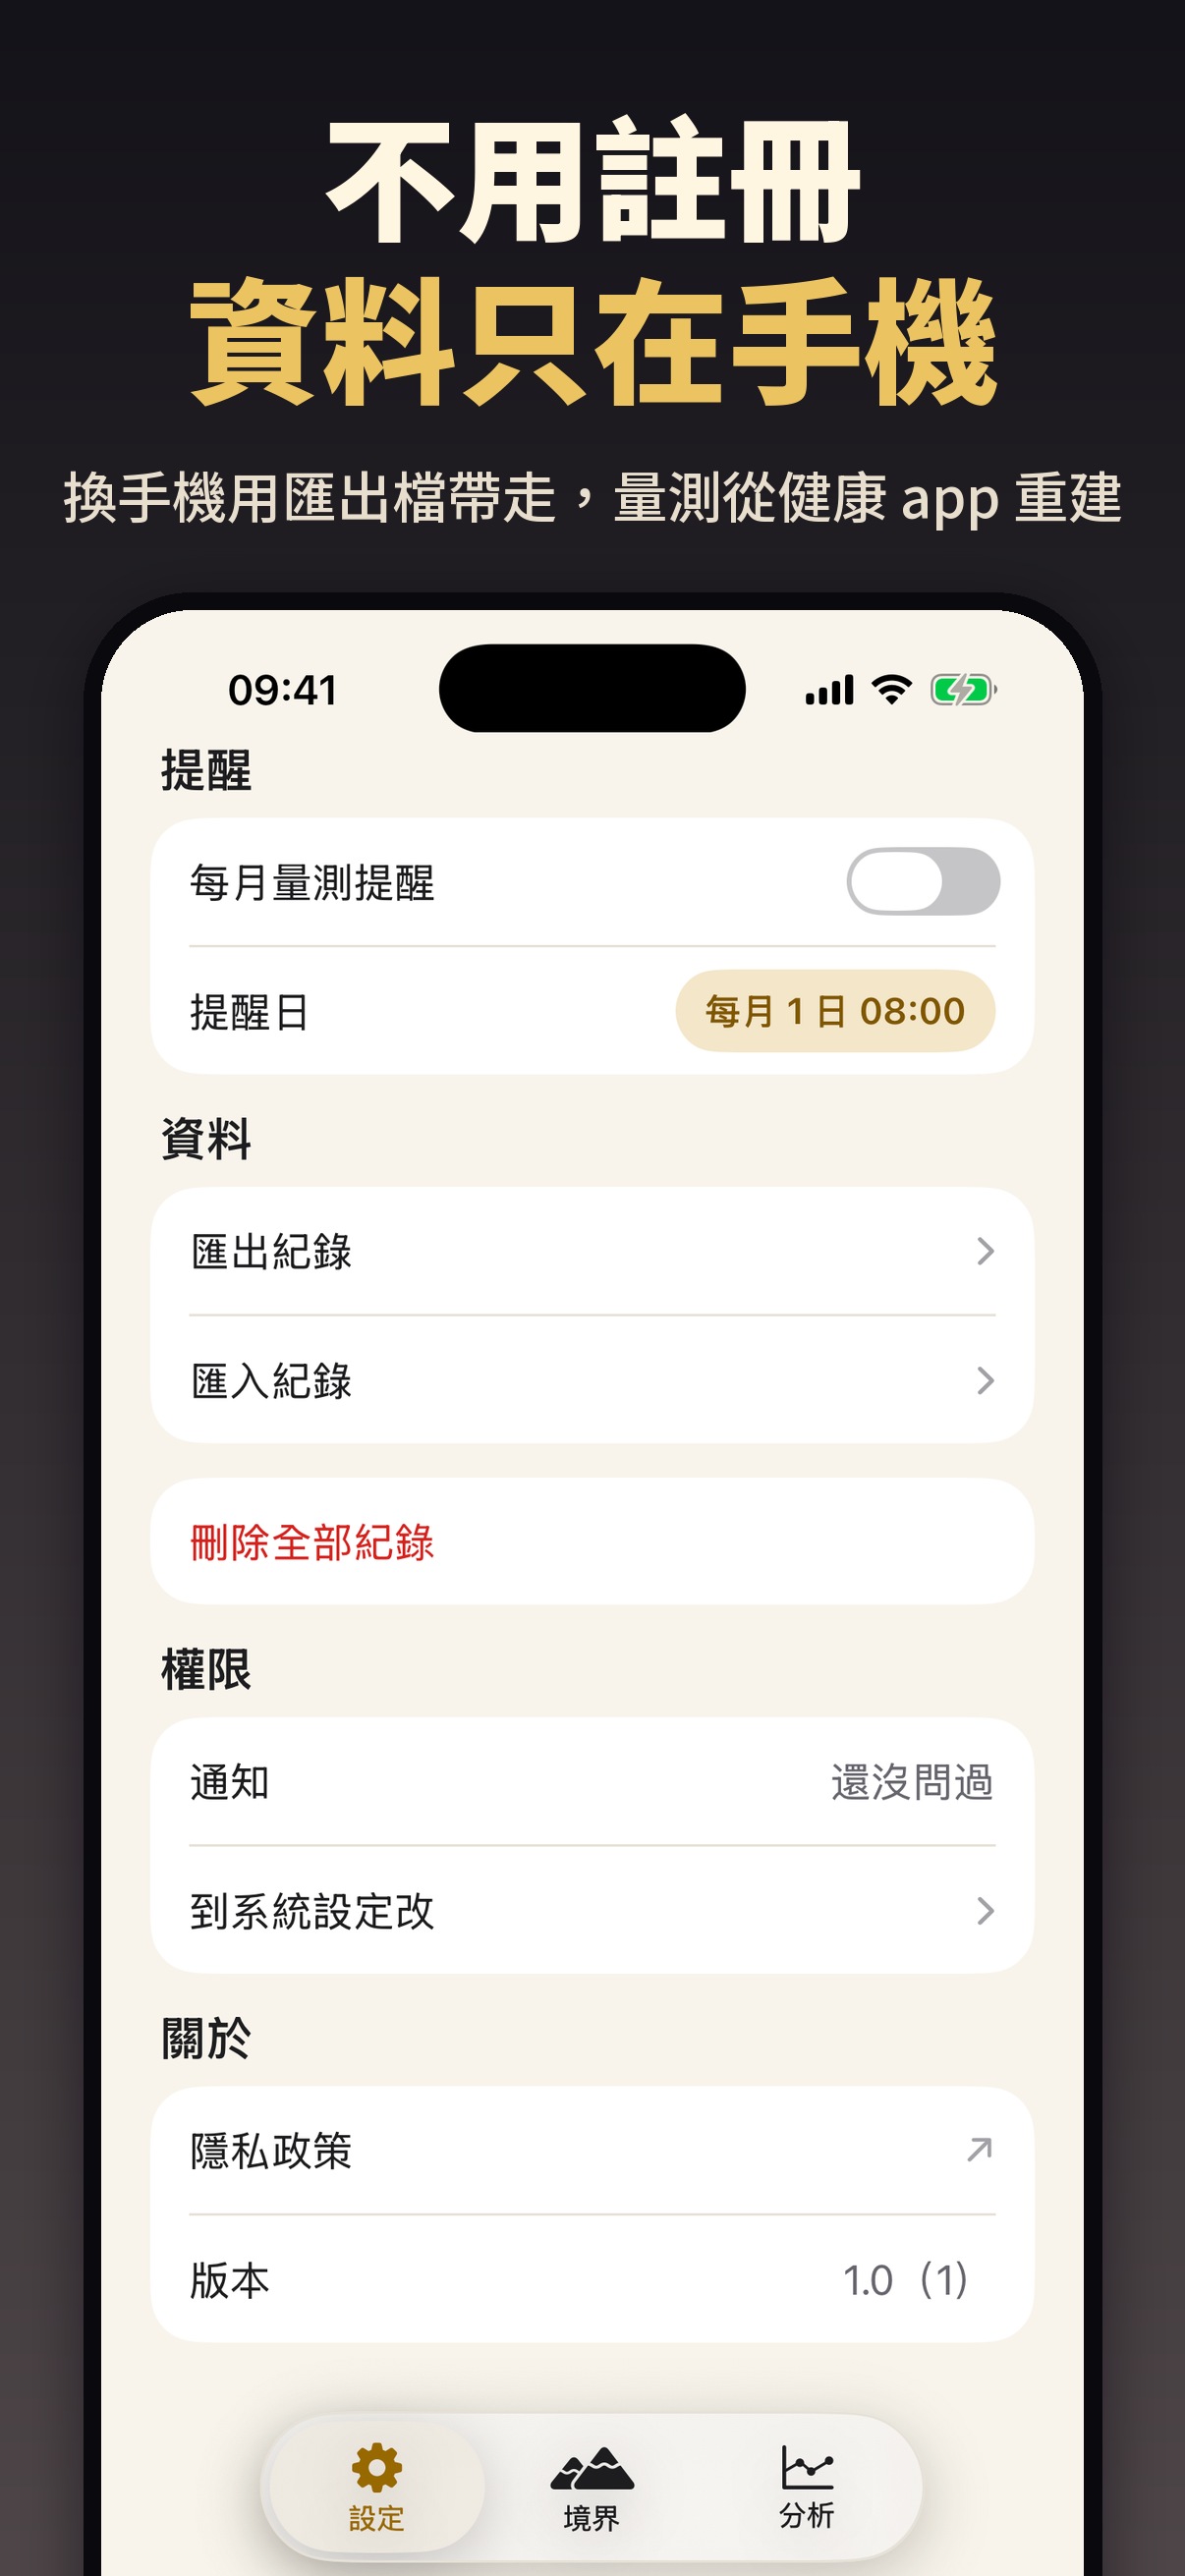 不用註冊
資料只在手機
換手機用匯出檔帶走，量測從健康 app 重建
09:41
提醒
每月量測提醒
提醒日
每月 1 日 08:00
資料
匯出紀錄
匯入紀錄
刪除全部紀錄
權限
通知
還沒問過
到系統設定改
關於
隱私政策
版本
1.0（1）
設定
境界
分析